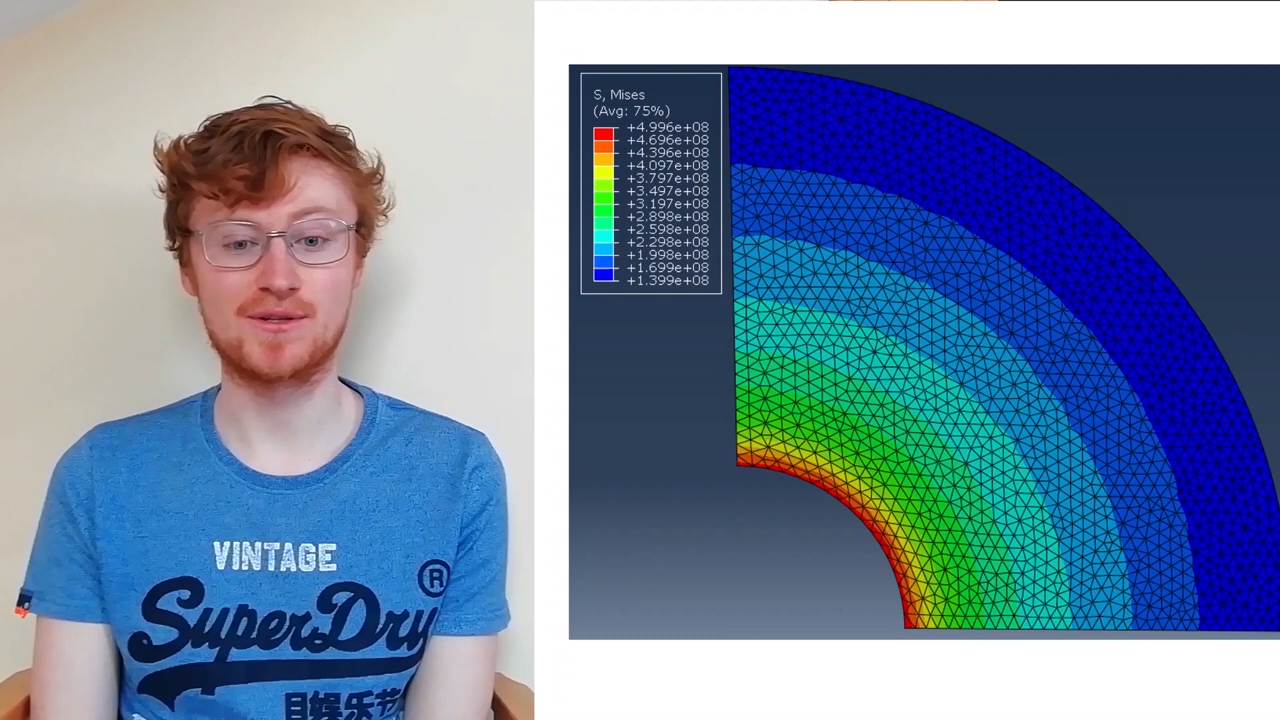 VINTAGE
®
SuperDry
S, Mises
(Avg: 75%)
+4.996e+08
+4.696e+08
+4.396e+08
+4.097e+08
+3.797e+08
+3.497e+08
+3.197e+08
+2.898e+08
+2.598e+08
+2.298e+08
+1.998e+08
+1.699e+08
+1.399e+08